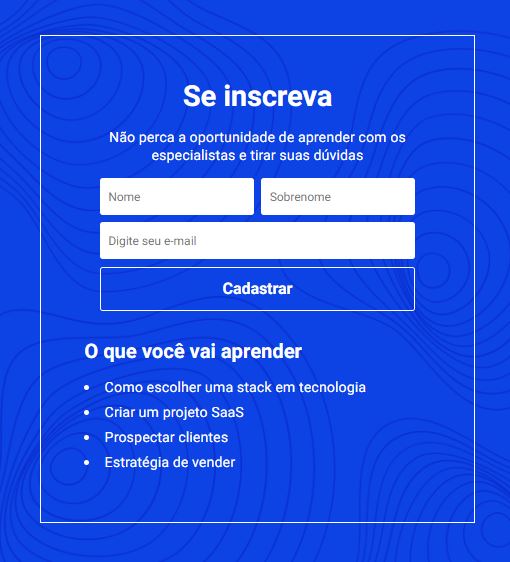 Se inscreva
Não perca a oportunidade de aprender com os
especialistas e tirar suas dúvidas
Nome
Sobrenome
Digite seu e-mail
Cadastrar
O que você vai aprender
Como escolher uma stack em tecnologia
Criar um projeto SaaS
Prospectar clientes
Estratégia de vender